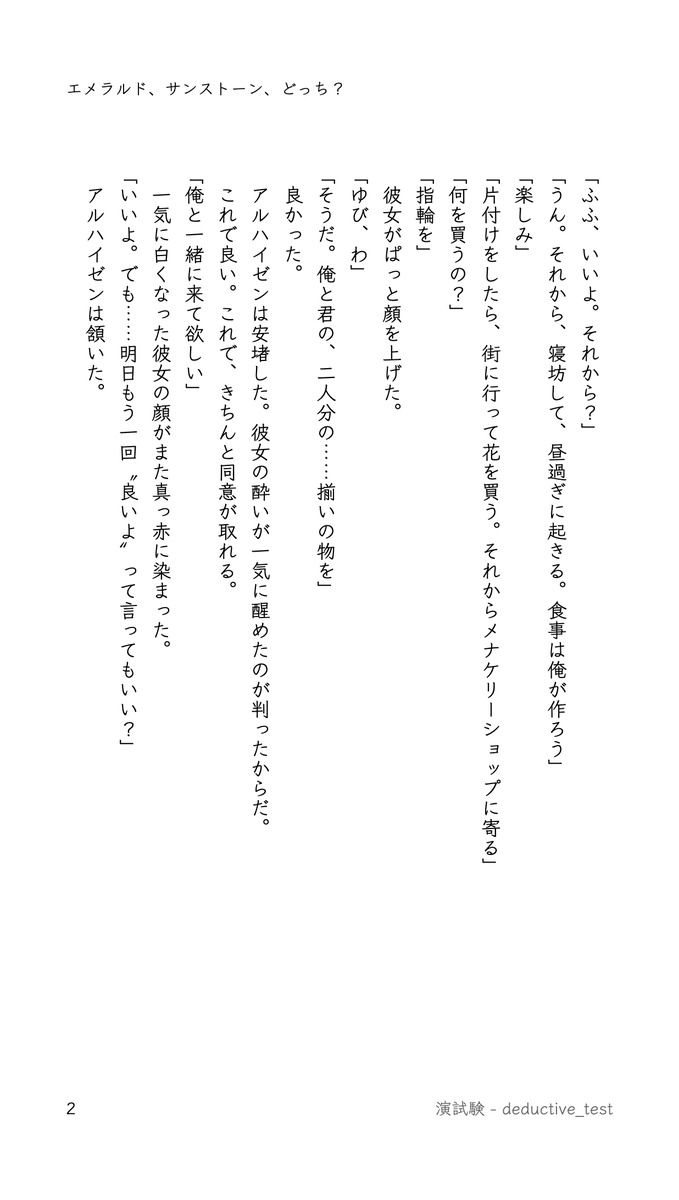 エメラルド、サンストーン、どっち？
「ふふ、いいよ。それから？」
「うん。それから、寝坊して、昼過ぎに起きる。食事は俺が作ろう」
「楽しみ」
「片付けをしたら、街に行って花を買う。それからメナケリーショップに寄る」
「何を買うの？」
「指輪を」
彼女がぱっと顔を上げた。
「ゆび、わ」
「そうだ。俺と君の、二人分の……揃いの物を」
良かった。
アルハイゼンは安堵した。彼女の酔いが一気に醒めたのが判ったからだ。
これで良い。これで、きちんと同意が取れる。
「俺と一緒に来て欲しい」
一気に白くなった彼女の顔がまた真っ赤に染まった。
「いいよ。でも……明日もう一回〝良いよ〟って言ってもいい？」
アルハイゼンは頷いた。
2
演試験 - deductive_test